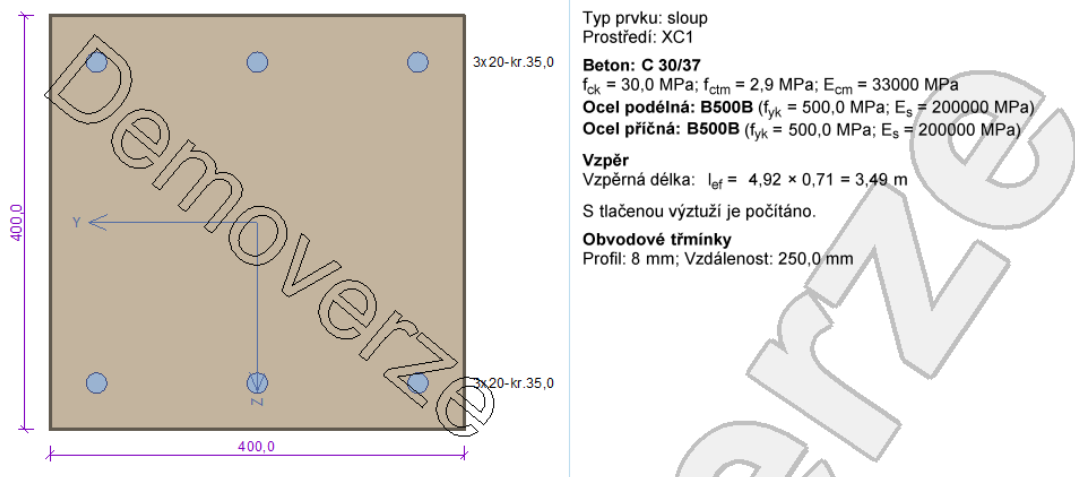 3x20-kr.35,0
Y
400,0
Z
3x20-kr.35,0
400,0
Demoverze
Typ prvku: sloup
Prostředí: XC1
Beton: C 30/37
fck = 30,0 MPa; fctm = 2,9 MPa; Ecm = 33000 MPa
Ocel podélná: B500B (fyk = 500,0 MPa; Es = 200000 MPa)
Ocel příčná: B500B (fyk = 500,0 MPa; Es = 200000 MPa)
Vzpěr
Vzpěrná délka: lef = 4,92 × 0,71 = 3,49 m
S tlačenou výztuží je počítáno.
Obvodové třmínky
Profil: 8 mm; Vzdálenost: 250,0 mm
erze